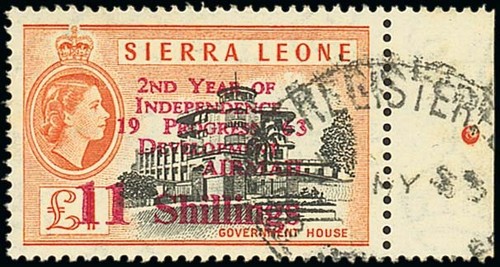 SIERRA LEONE
2ND YEAR OF
INDEPENDENCE
19 PROGRESS 63
DEVELOPMENT
AIRMAIL
£1
11 Shillings
GOVERNMENT HOUSE
REGISTER